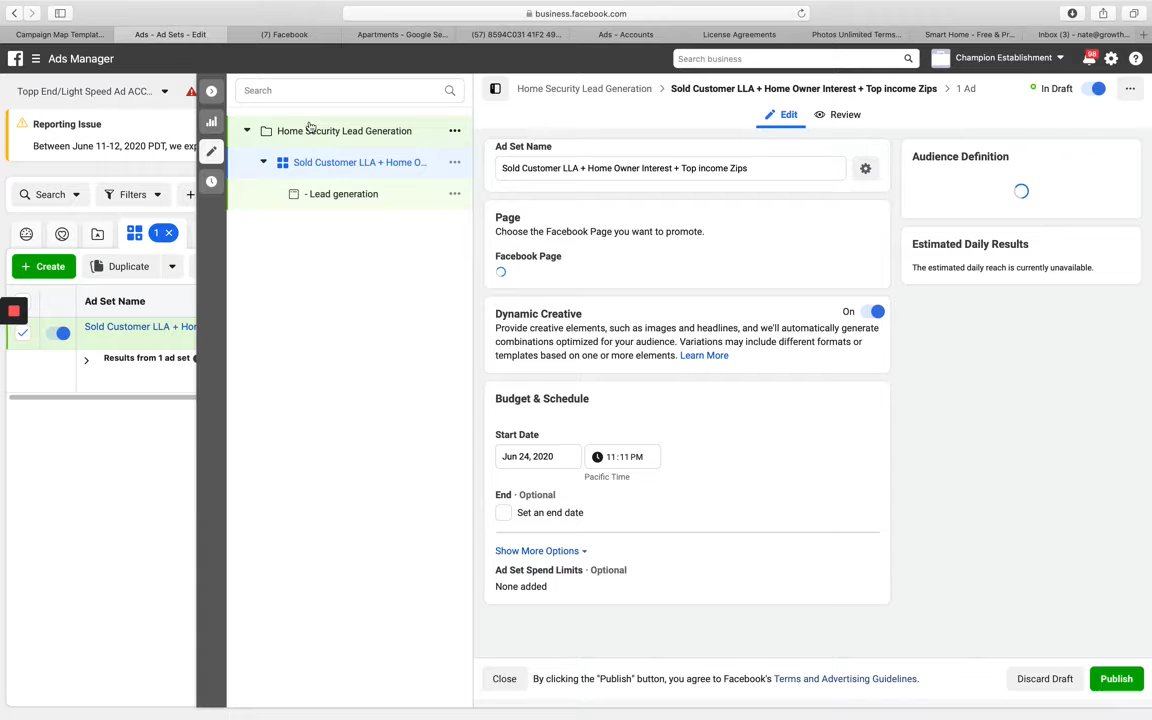 business.facebook.com
Campaign Map Templat...
Ads - Ad Sets - Edit
(7) Facebook
Apartments - Google Se...
(57) 8594C031 41F2 49...
Ads - Accounts
License Agreements
Photos Unlimited Terms...
Smart Home - Free & Pr...
Inbox (3) - nate@growth...
Ads Manager
Search business
Champion Establishment
98
Topp End/Light Speed Ad ACC...
Reporting Issue
Between June 11-12, 2020 PDT, we exp
Search
Filters
1
Create
Duplicate
Ad Set Name
Sold Customer LLA + Hor
Results from 1 ad set
Search
Home Security Lead Generation
Sold Customer LLA + Home O...
- Lead generation
Home Security Lead Generation
Sold Customer LLA + Home Owner Interest + Top income Zips
1 Ad
In Draft
Edit
Review
Ad Set Name
Sold Customer LLA + Home Owner Interest + Top income Zips
Page
Choose the Facebook Page you want to promote.
Facebook Page
Dynamic Creative
On
Provide creative elements, such as images and headlines, and we'll automatically generate
combinations optimized for your audience. Variations may include different formats or
templates based on one or more elements. Learn More
Budget & Schedule
Start Date
Jun 24, 2020
11:11 PM
Pacific Time
End · Optional
Set an end date
Show More Options
Ad Set Spend Limits · Optional
None added
Audience Definition
Estimated Daily Results
The estimated daily reach is currently unavailable.
Close
By clicking the "Publish" button, you agree to Facebook's Terms and Advertising Guidelines.
Discard Draft
Publish